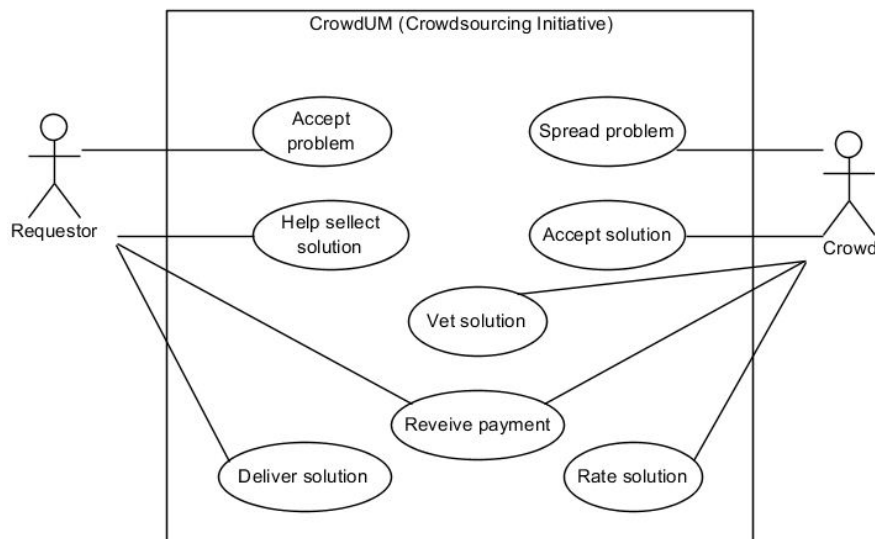 CrowdUM (Crowdsourcing Initiative)
Accept
problem
Spread problem
Requestor
Help sellect
solution
Accept solution
Crowd
Vet solution
Reveive payment
Deliver solution
Rate solution